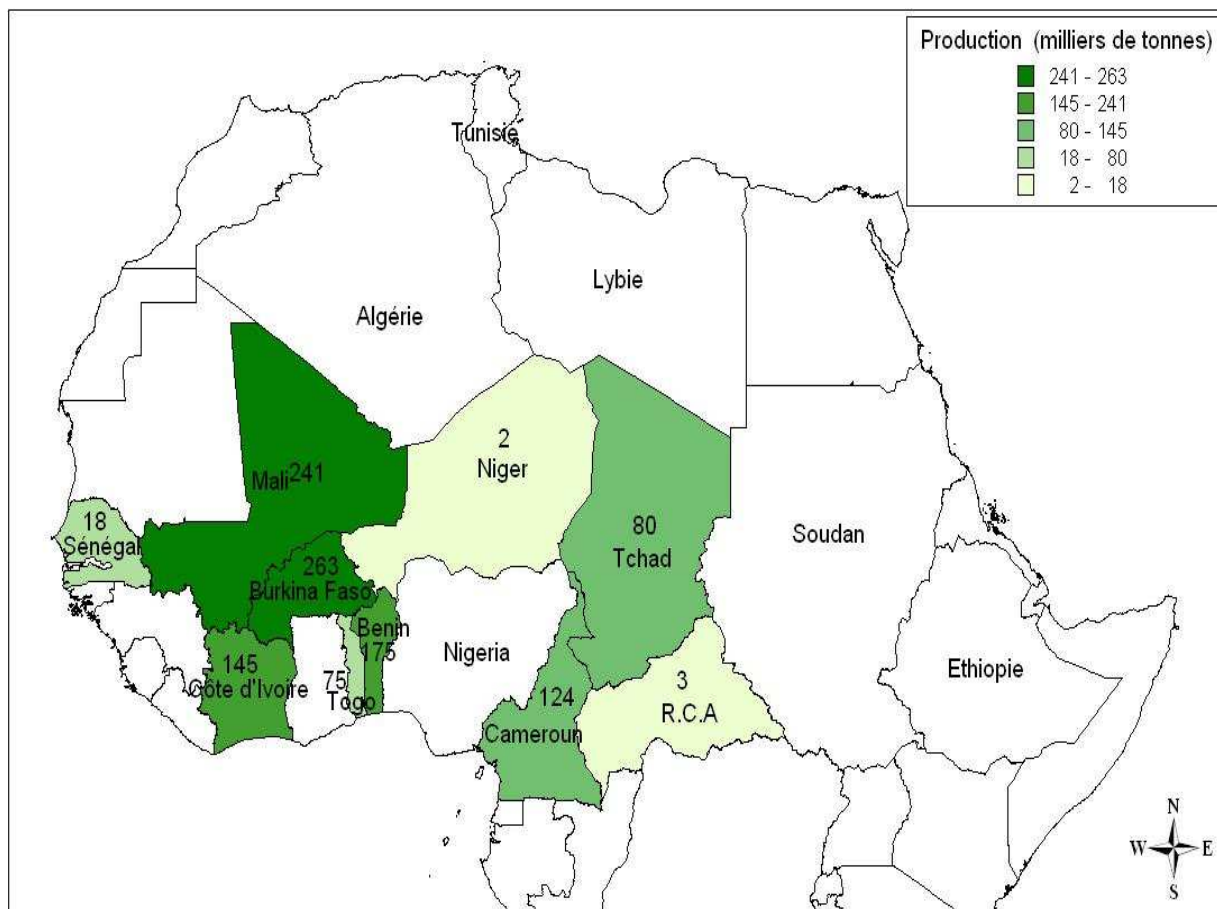 Production (milliers de tonnes)
241 - 263
145 - 241
80 - 145
18 - 80
2 - 18
Tunisie
Algérie
Lybie
Mali 241
2
Niger
80
Tchad
Soudan
18
Sénégal
263
Burkina Faso
Benin
175
Nigeria
Ethiopie
145
Côte d'Ivoire
75
Togo
124
Cameroun
3
R.C.A
N
W E
S